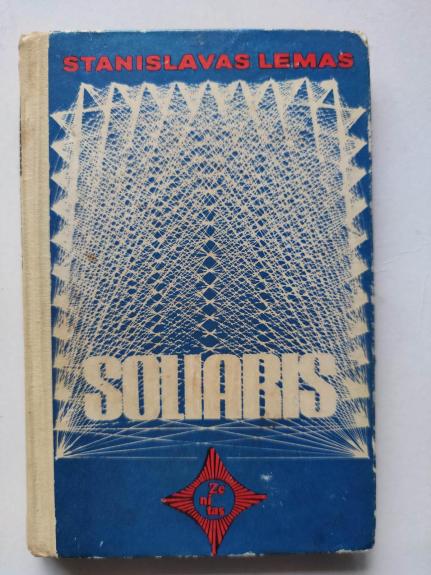 STANISLAVAS LEMAS
SOLIARIS
Ze
ni
tas